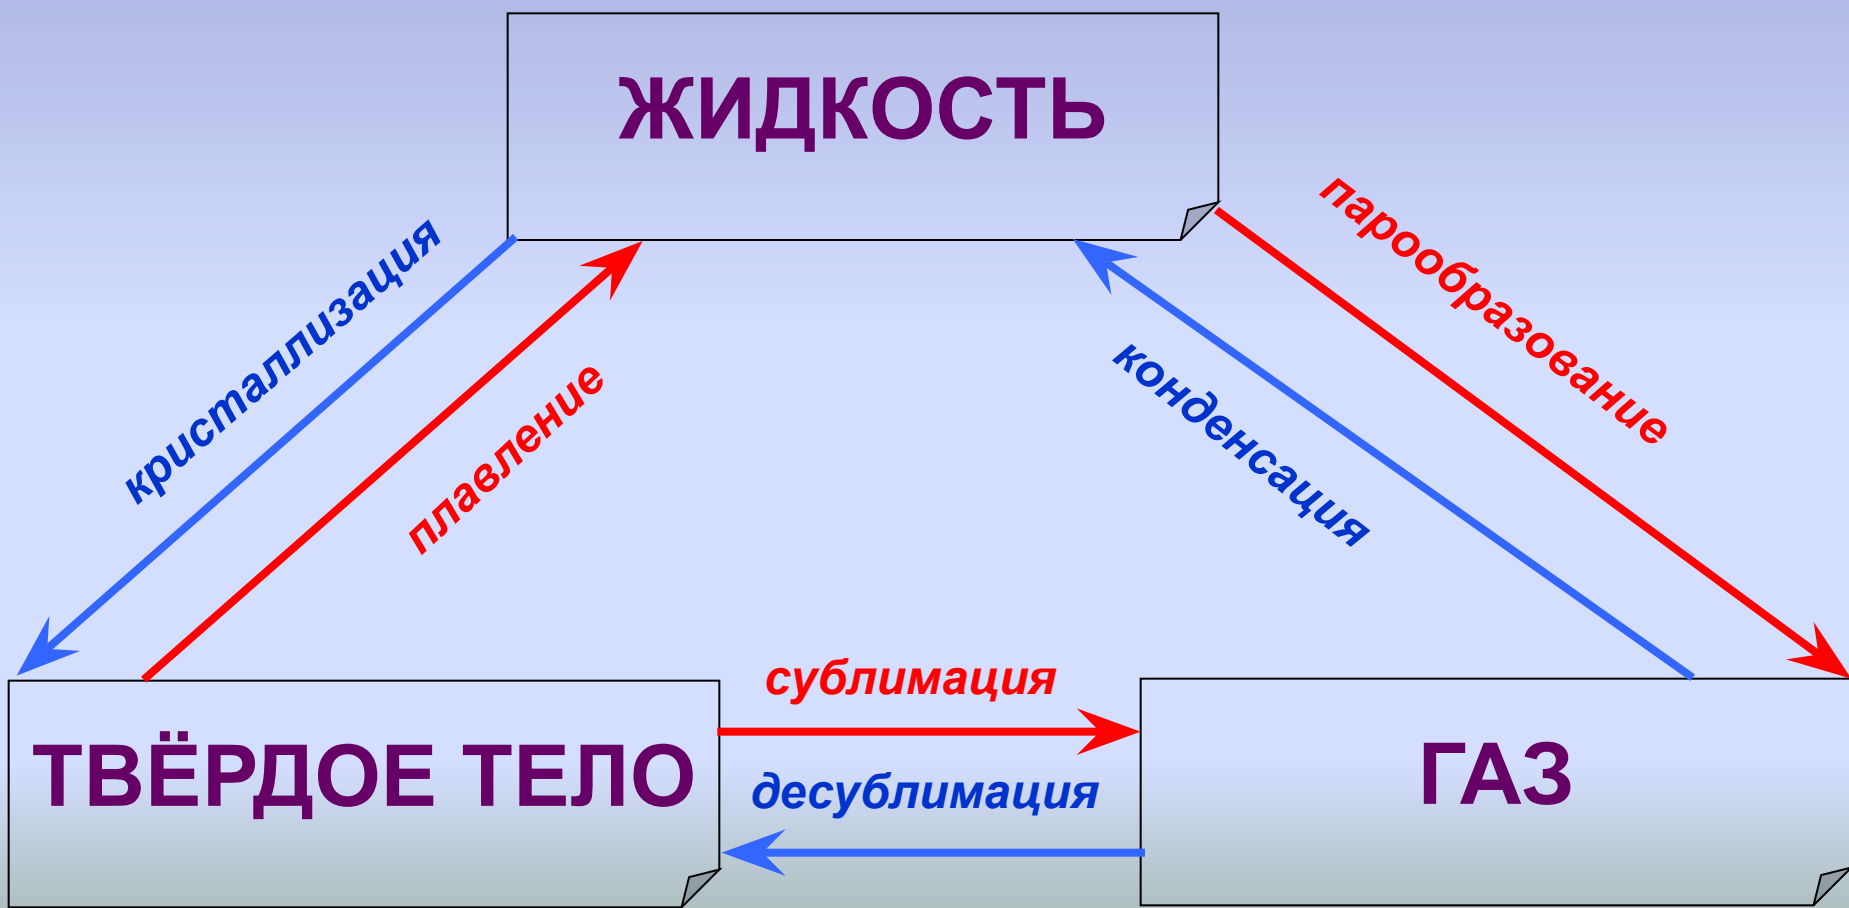 ЖИДКОСТЬ
кристаллизация
плавление
парообразование
конденсация
сублимация
ТВЁРДОЕ ТЕЛО
десублимация
ГАЗ